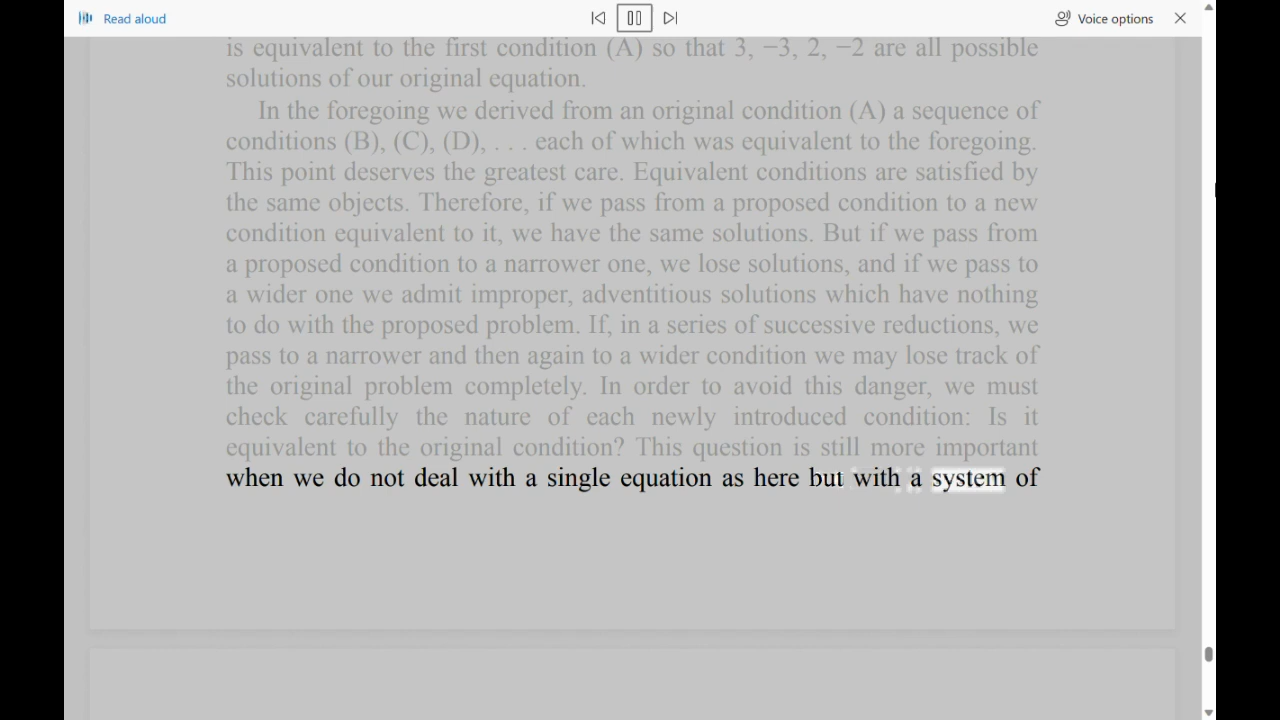 Read aloud
Voice options
is equivalent to the first condition (A) so that 3, −3, 2, −2 are all possible
solutions of our original equation.
In the foregoing we derived from an original condition (A) a sequence of
conditions (B), (C), (D), . . . each of which was equivalent to the foregoing.
This point deserves the greatest care. Equivalent conditions are satisfied by
the same objects. Therefore, if we pass from a proposed condition to a new
condition equivalent to it, we have the same solutions. But if we pass from
a proposed condition to a narrower one, we lose solutions, and if we pass to
a wider one we admit improper, adventitious solutions which have nothing
to do with the proposed problem. If, in a series of successive reductions, we
pass to a narrower and then again to a wider condition we may lose track of
the original problem completely. In order to avoid this danger, we must
check carefully the nature of each newly introduced condition: Is it
equivalent to the original condition? This question is still more important
when we do not deal with a single equation as here but with a system of